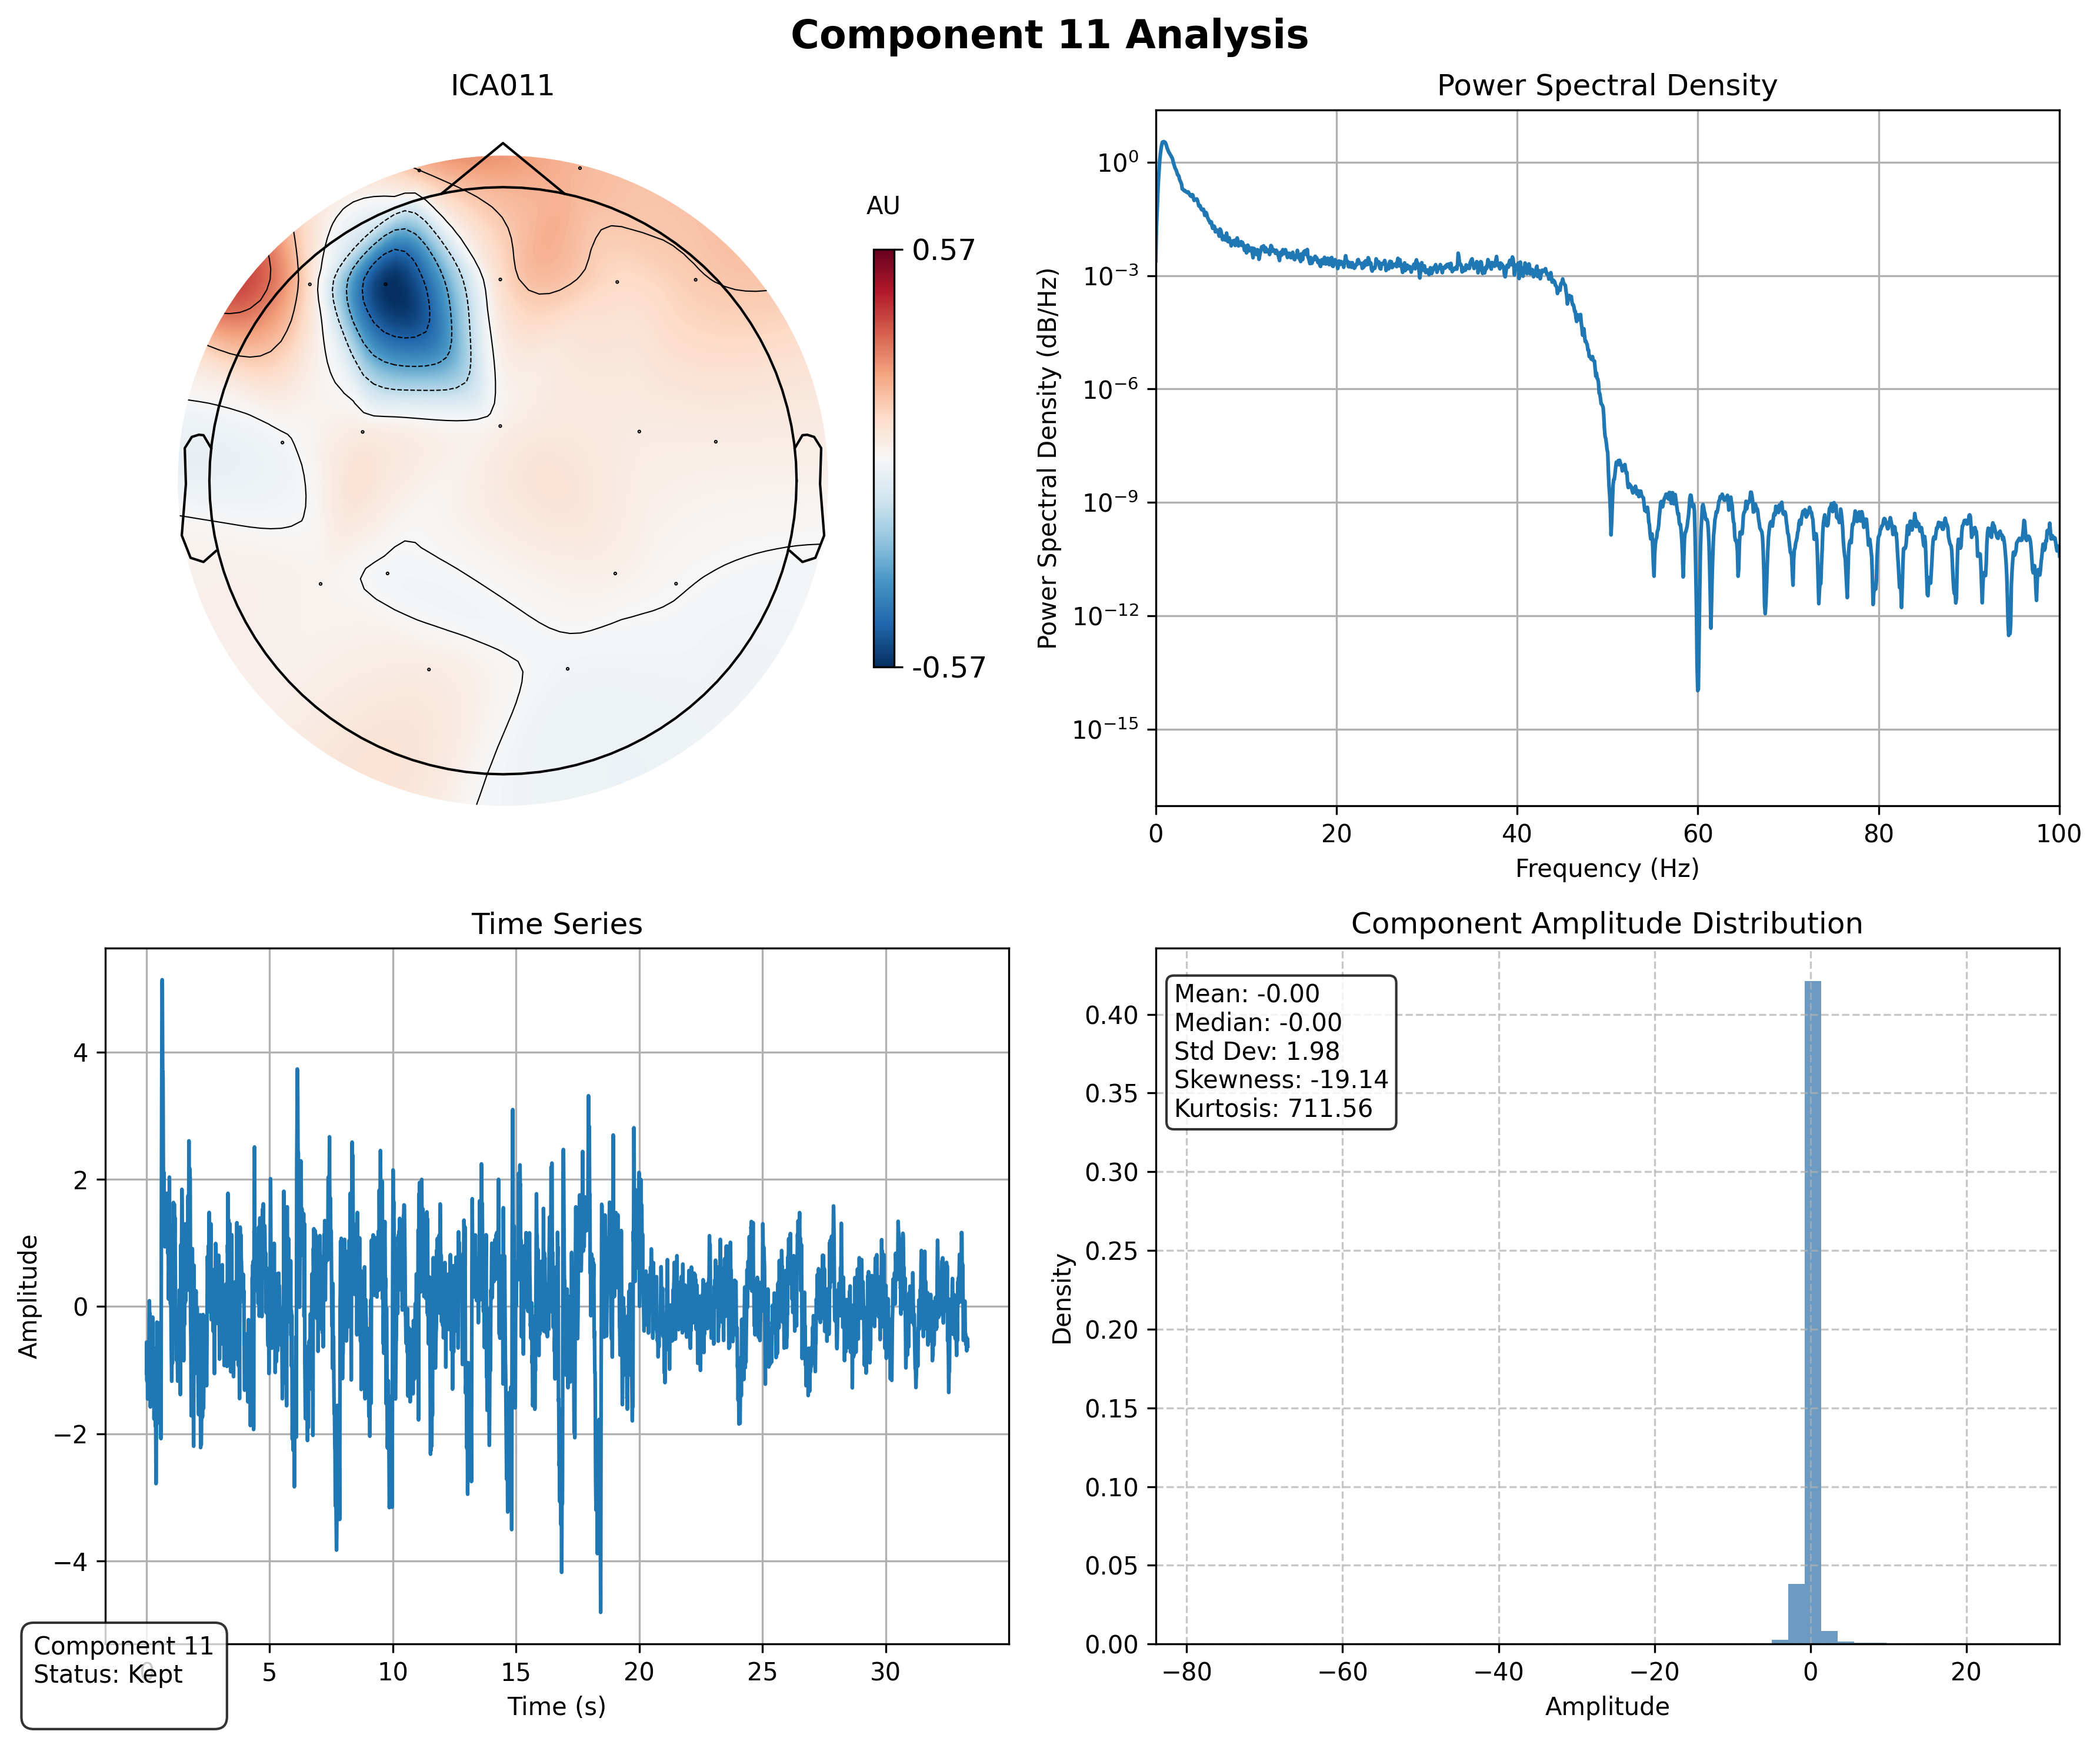 Component 11 Analysis
ICA011
AU
0.57
-0.57
Power Spectral Density
Power Spectral Density (dB/Hz)
10⁰
10⁻³
10⁻⁶
10⁻⁹
10⁻¹²
10⁻¹⁵
0 20 40 60 80 100
Frequency (Hz)
Time Series
Amplitude
4
2
0
−2
−4
0 5 10 15 20 25 30
Time (s)
Component 11
Status: Kept
Component Amplitude Distribution
Mean: -0.00
Median: -0.00
Std Dev: 1.98
Skewness: -19.14
Kurtosis: 711.56
Density
0.40
0.35
0.30
0.25
0.20
0.15
0.10
0.05
0.00
−80 −60 −40 −20 0 20
Amplitude